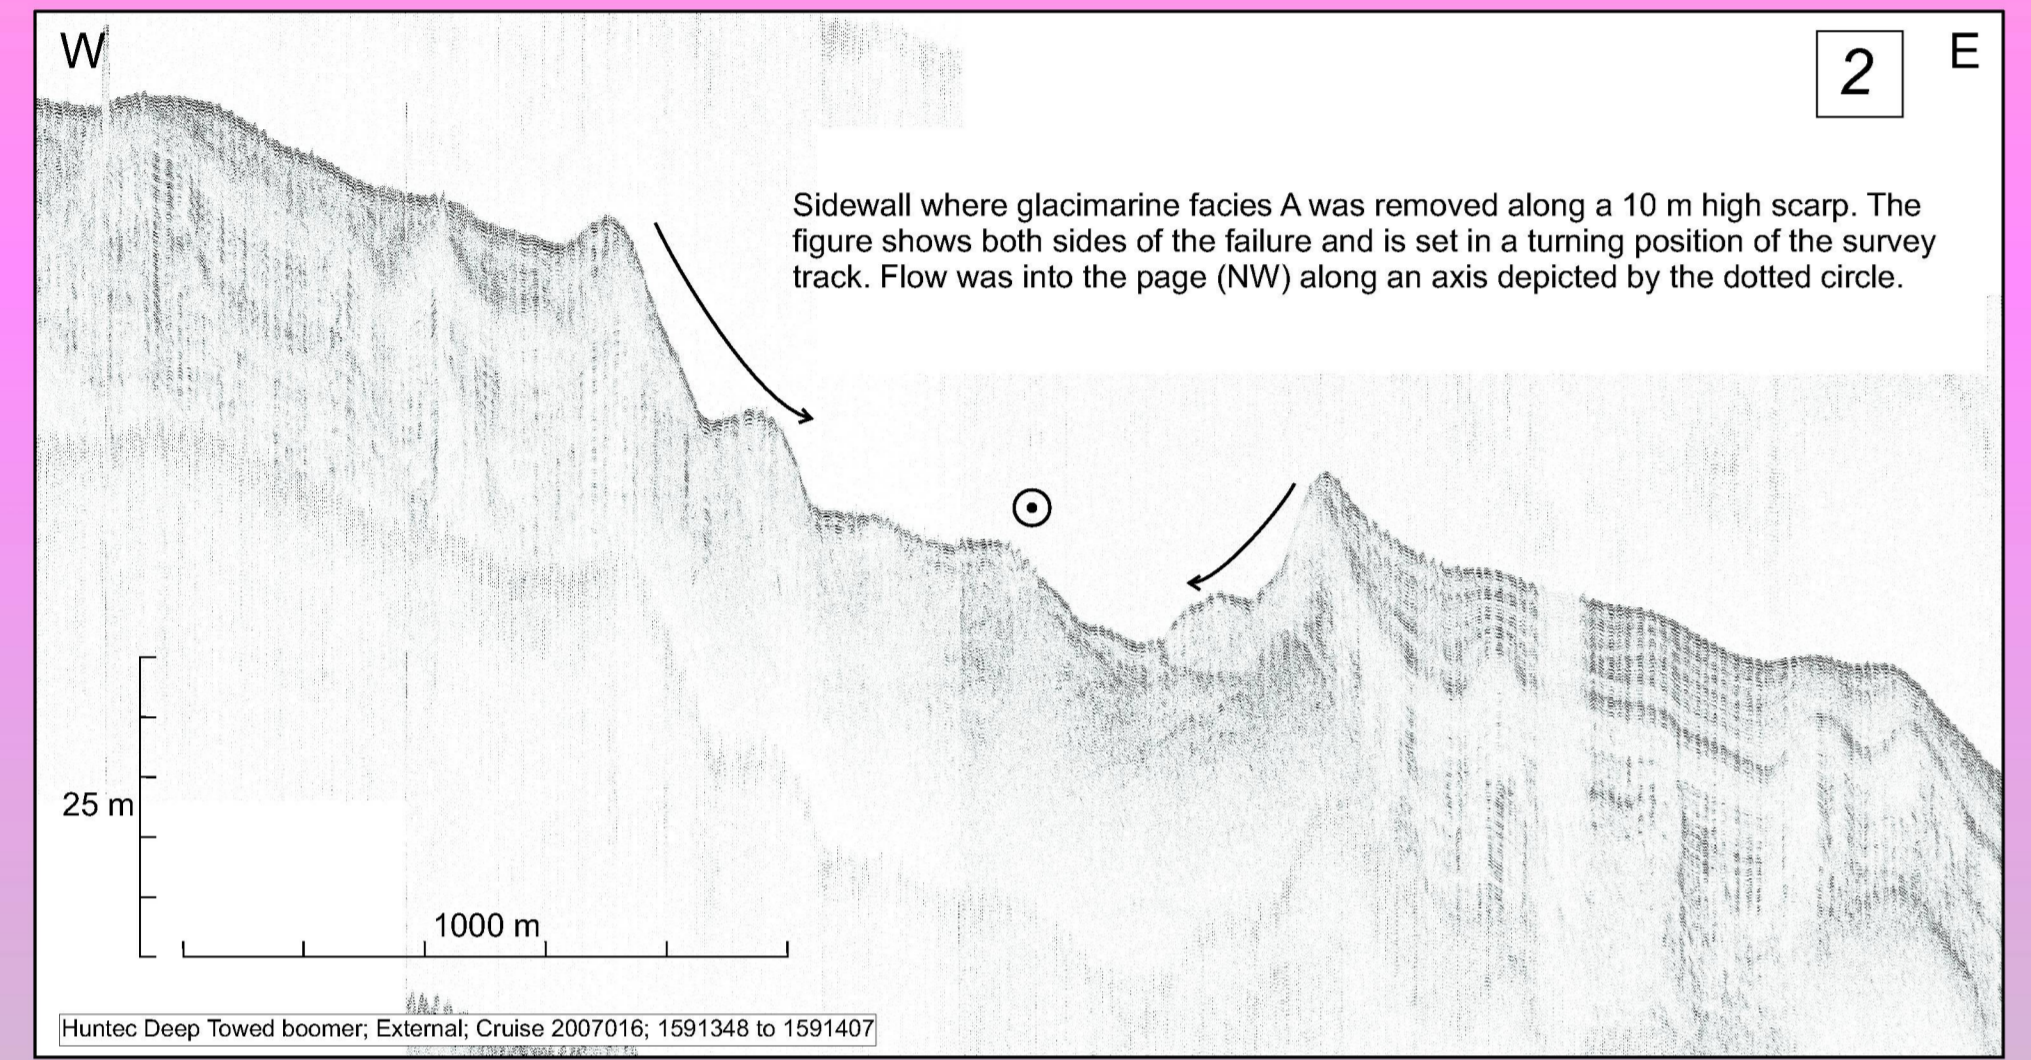 W
2
E
Sidewall where glacimarine facies A was removed along a 10 m high scarp. The
figure shows both sides of the failure and is set in a turning position of the survey
track. Flow was into the page (NW) along an axis depicted by the dotted circle.
25 m
1000 m
Huntec Deep Towed boomer; External; Cruise 2007016; 1591348 to 1591407